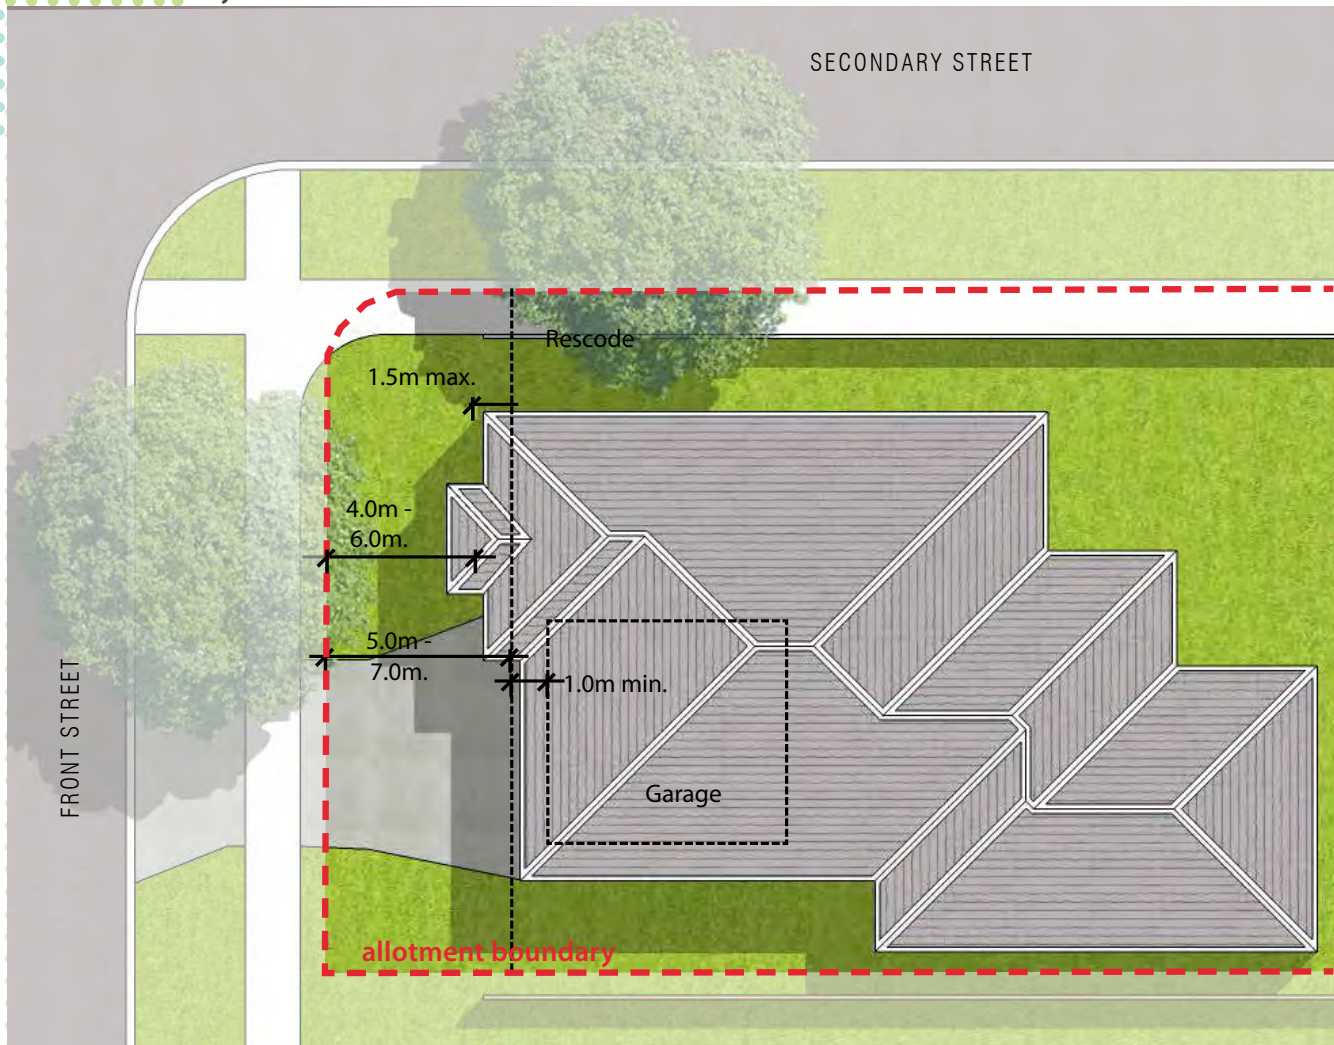 SECONDARY STREET
Rescode
1.5m max.
4.0m -
6.0m.
5.0m -
7.0m.
1.0m min.
FRONT STREET
Garage
allotment boundary